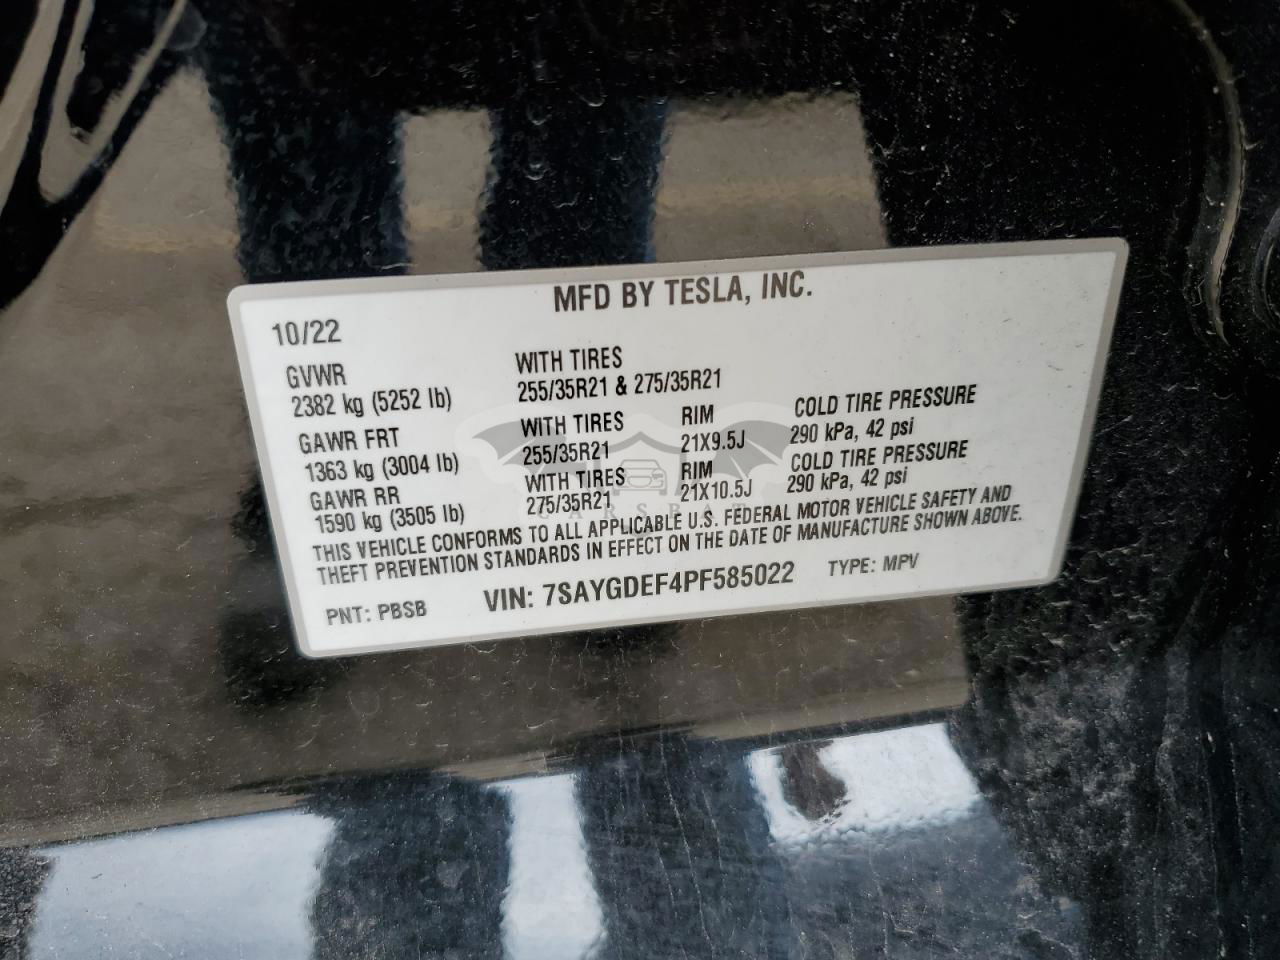 MFD BY TESLA, INC.
10/22
GVWR WITH TIRES
2382 kg (5252 lb) 255/35R21 & 275/35R21
GAWR FRT WITH TIRES RIM COLD TIRE PRESSURE
1363 kg (3004 lb) 255/35R21 21X9.5J 290 kPa, 42 psi
GAWR RR WITH TIRES RIM COLD TIRE PRESSURE
1590 kg (3505 lb) 275/35R21 21X10.5J 290 kPa, 42 psi
THIS VEHICLE CONFORMS TO ALL APPLICABLE U.S. FEDERAL MOTOR VEHICLE SAFETY AND
THEFT PREVENTION STANDARDS IN EFFECT ON THE DATE OF MANUFACTURE SHOWN ABOVE.
PNT: PBSB VIN: 7SAYGDEF4PF585022 TYPE: MPV